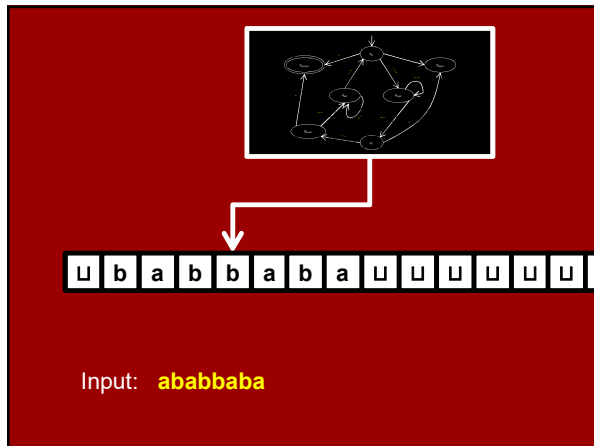 ⊔ b a b b a b a ⊔ ⊔ ⊔ ⊔ ⊔ ⊔
Input: ababbaba